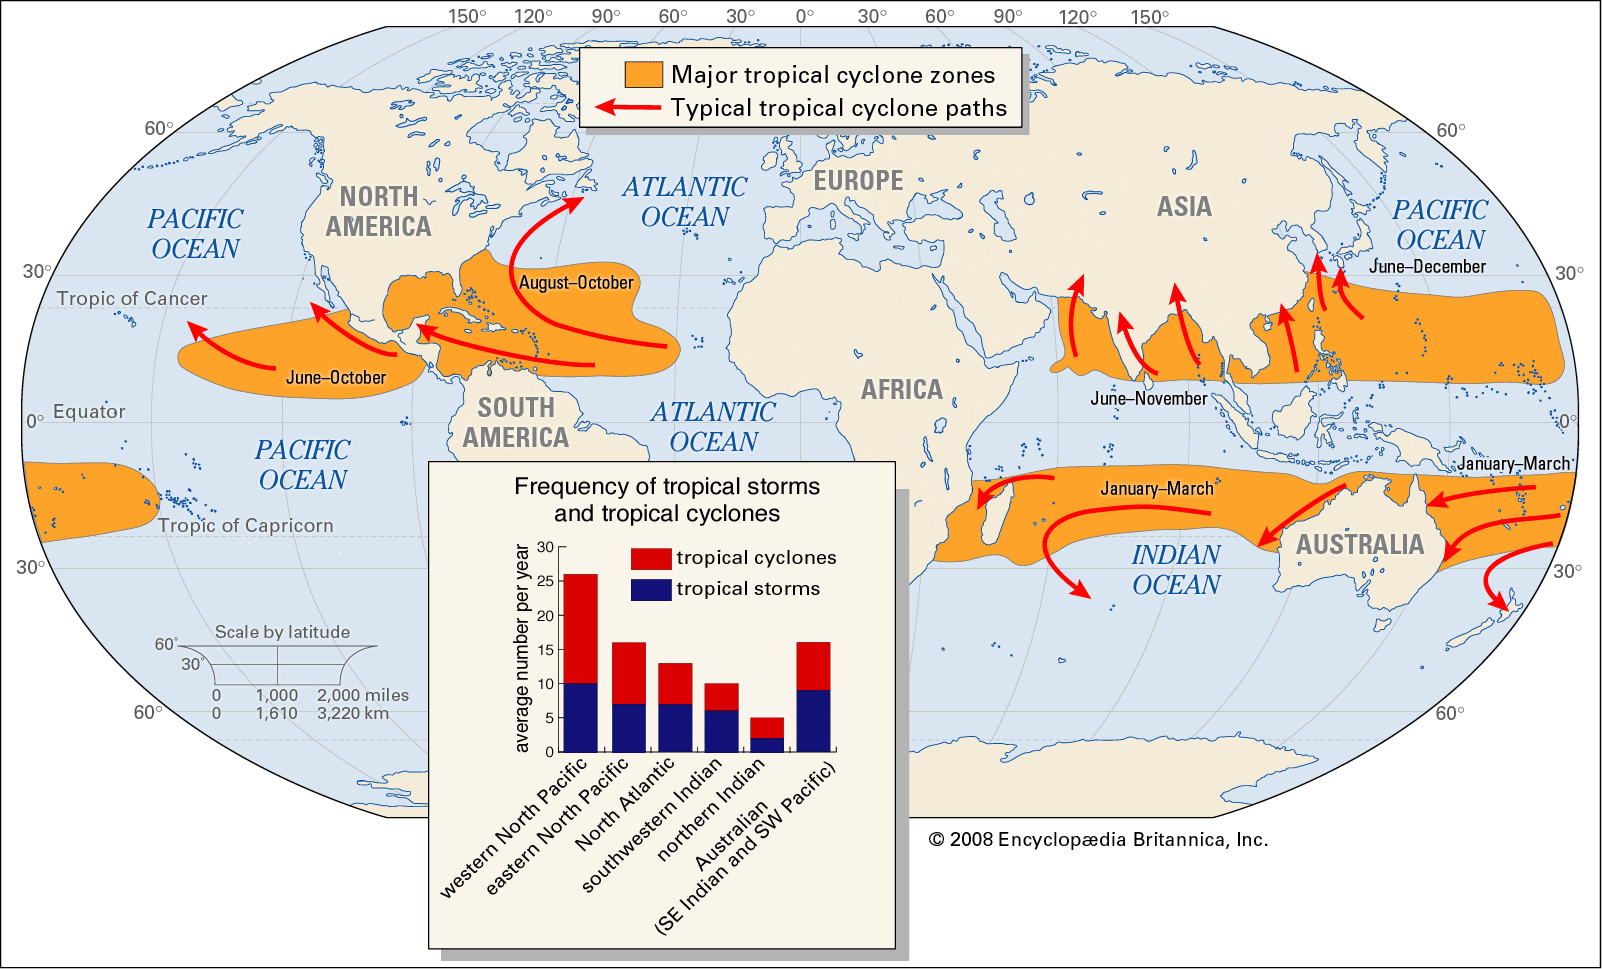 150° 120° 90° 60° 30° 0° 30° 60° 90° 120° 150°
Major tropical cyclone zones
Typical tropical cyclone paths
60°
60°
NORTH
AMERICA
ATLANTIC
OCEAN
EUROPE
ASIA
PACIFIC
OCEAN
PACIFIC
OCEAN
30°
30°
June–December
August–October
Tropic of Cancer
June–October
AFRICA
June–November
0°
Equator
0°
SOUTH
AMERICA
ATLANTIC
OCEAN
PACIFIC
OCEAN
January–March
January–March
Tropic of Capricorn
AUSTRALIA
INDIAN
OCEAN
30°
30°
Frequency of tropical storms
and tropical cyclones
average number per year
30
25
20
15
10
5
0
tropical cyclones
tropical storms
western North Pacific
eastern North Pacific
North Atlantic
southwestern Indian
northern Indian
Australian
(SE Indian and SW Pacific)
Scale by latitude
60°
30°
0 1,000 2,000 miles
0 1,610 3,220 km
60°
60°
© 2008 Encyclopædia Britannica, Inc.